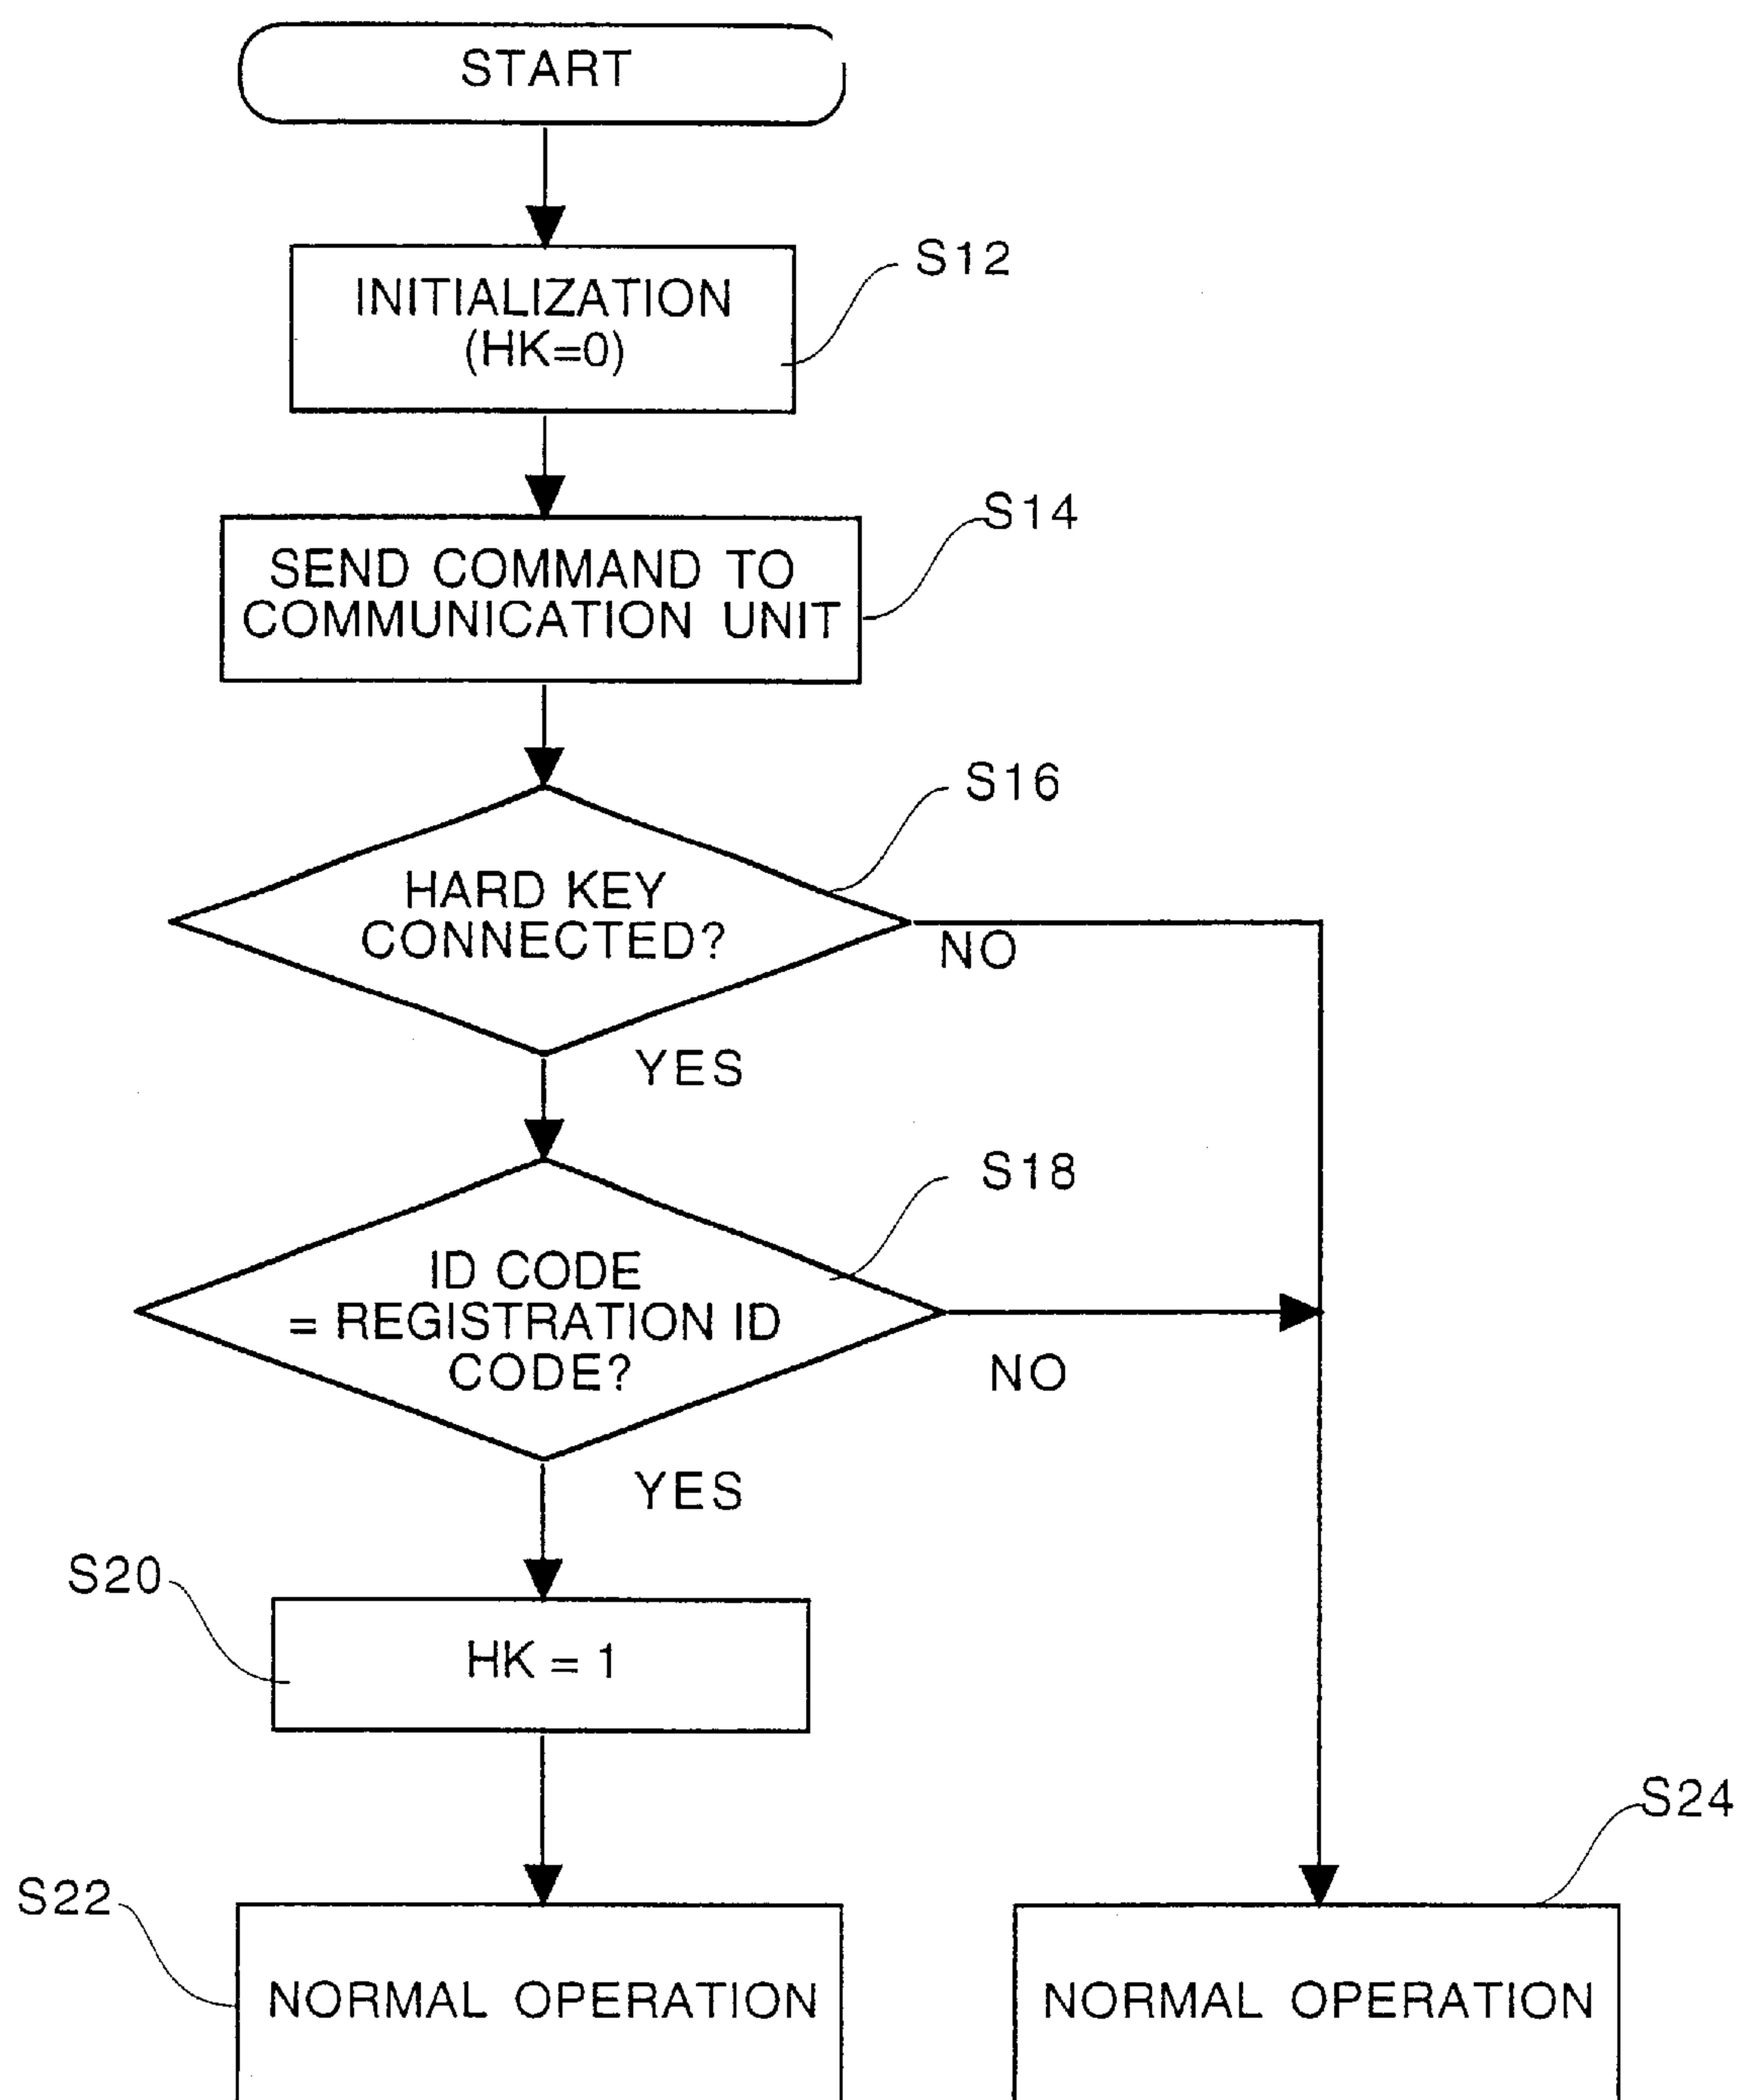 START
S12
INITIALIZATION
(HK=0)
S14
SEND COMMAND TO
COMMUNICATION UNIT
S16
HARD KEY
CONNECTED?
NO
YES
S18
ID CODE
= REGISTRATION ID
CODE?
NO
YES
S20
HK = 1
S24
S22
NORMAL OPERATION
NORMAL OPERATION